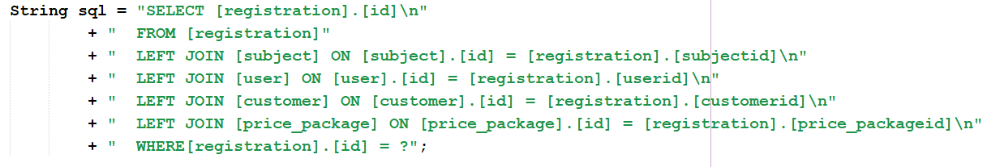 String sql = "SELECT [registration].[id]\n"
+ "  FROM [registration]"
+ "  LEFT JOIN [subject] ON [subject].[id] = [registration].[subjectid]\n"
+ "  LEFT JOIN [user] ON [user].[id] = [registration].[userid]\n"
+ "  LEFT JOIN [customer] ON [customer].[id] = [registration].[customerid]\n"
+ "  LEFT JOIN [price_package] ON [price_package].[id] = [registration].[price_packageid]\n"
+ "  WHERE[registration].[id] = ?";